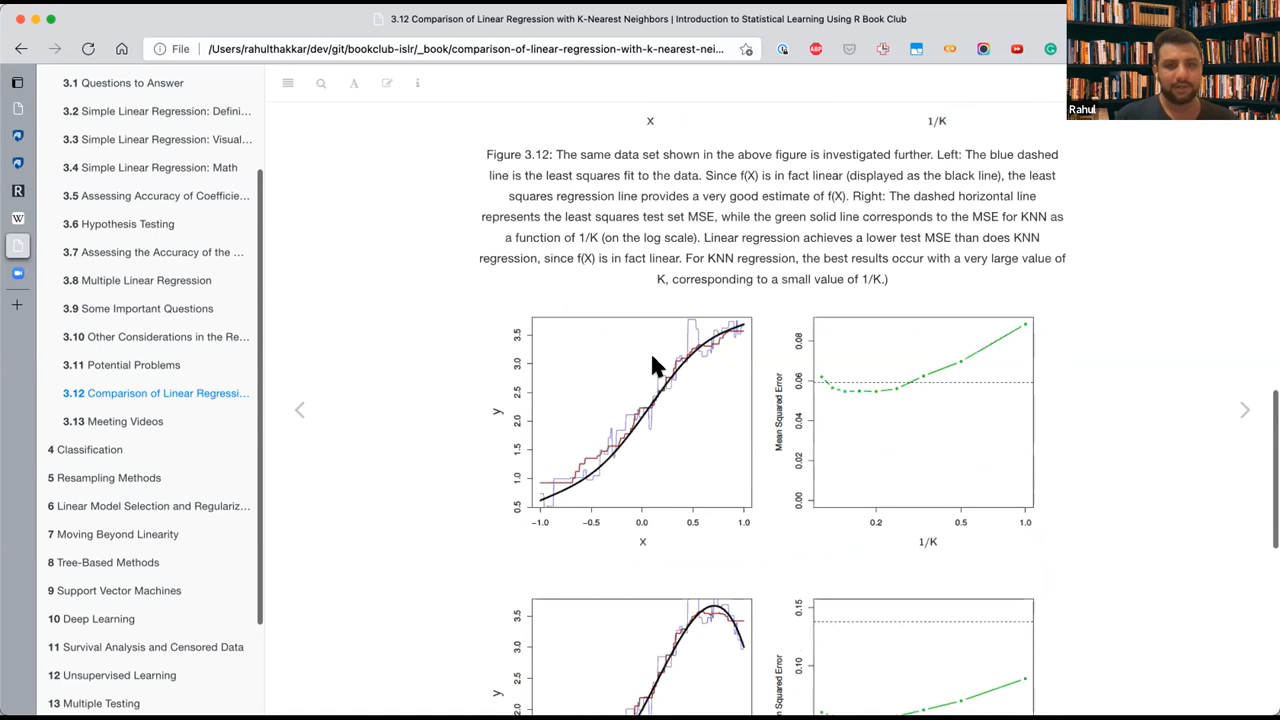 3.12 Comparison of Linear Regression with K-Nearest Neighbors | Introduction to Statistical Learning Using R Book Club
File | /Users/rahulthakkar/dev/git/bookclub-islr/_book/comparison-of-linear-regression-with-k-nearest-nei...
ABP
Rahul
R
W
3.1 Questions to Answer
3.2 Simple Linear Regression: Defini...
3.3 Simple Linear Regression: Visual...
3.4 Simple Linear Regression: Math
3.5 Assessing Accuracy of Coefficie...
3.6 Hypothesis Testing
3.7 Assessing the Accuracy of the ...
3.8 Multiple Linear Regression
3.9 Some Important Questions
3.10 Other Considerations in the Re...
3.11 Potential Problems
3.12 Comparison of Linear Regressi...
3.13 Meeting Videos
4 Classification
5 Resampling Methods
6 Linear Model Selection and Regulariz...
7 Moving Beyond Linearity
8 Tree-Based Methods
9 Support Vector Machines
10 Deep Learning
11 Survival Analysis and Censored Data
12 Unsupervised Learning
13 Multiple Testing
A
i
X
1/K
Figure 3.12: The same data set shown in the above figure is investigated further. Left: The blue dashed
line is the least squares fit to the data. Since f(X) is in fact linear (displayed as the black line), the least
squares regression line provides a very good estimate of f(X). Right: The dashed horizontal line
represents the least squares test set MSE, while the green solid line corresponds to the MSE for KNN as
a function of 1/K (on the log scale). Linear regression achieves a lower test MSE than does KNN
regression, since f(X) is in fact linear. For KNN regression, the best results occur with a very large value of
K, corresponding to a small value of 1/K.)
y
3.5
3.0
2.5
2.0
1.5
1.0
0.5
-1.0 -0.5 0.0 0.5 1.0
X
Mean Squared Error
0.08
0.06
0.04
0.02
0.00
0.2 0.5 1.0
1/K
y
3.5
3.0
2.5
2.0
n Squared Error
0.15
0.10